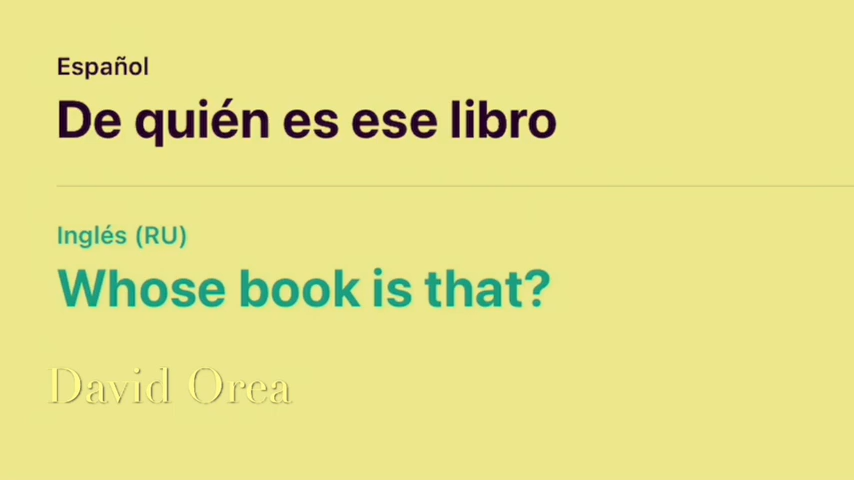 Español
De quién es ese libro
Inglés (RU)
Whose book is that?
David Orea